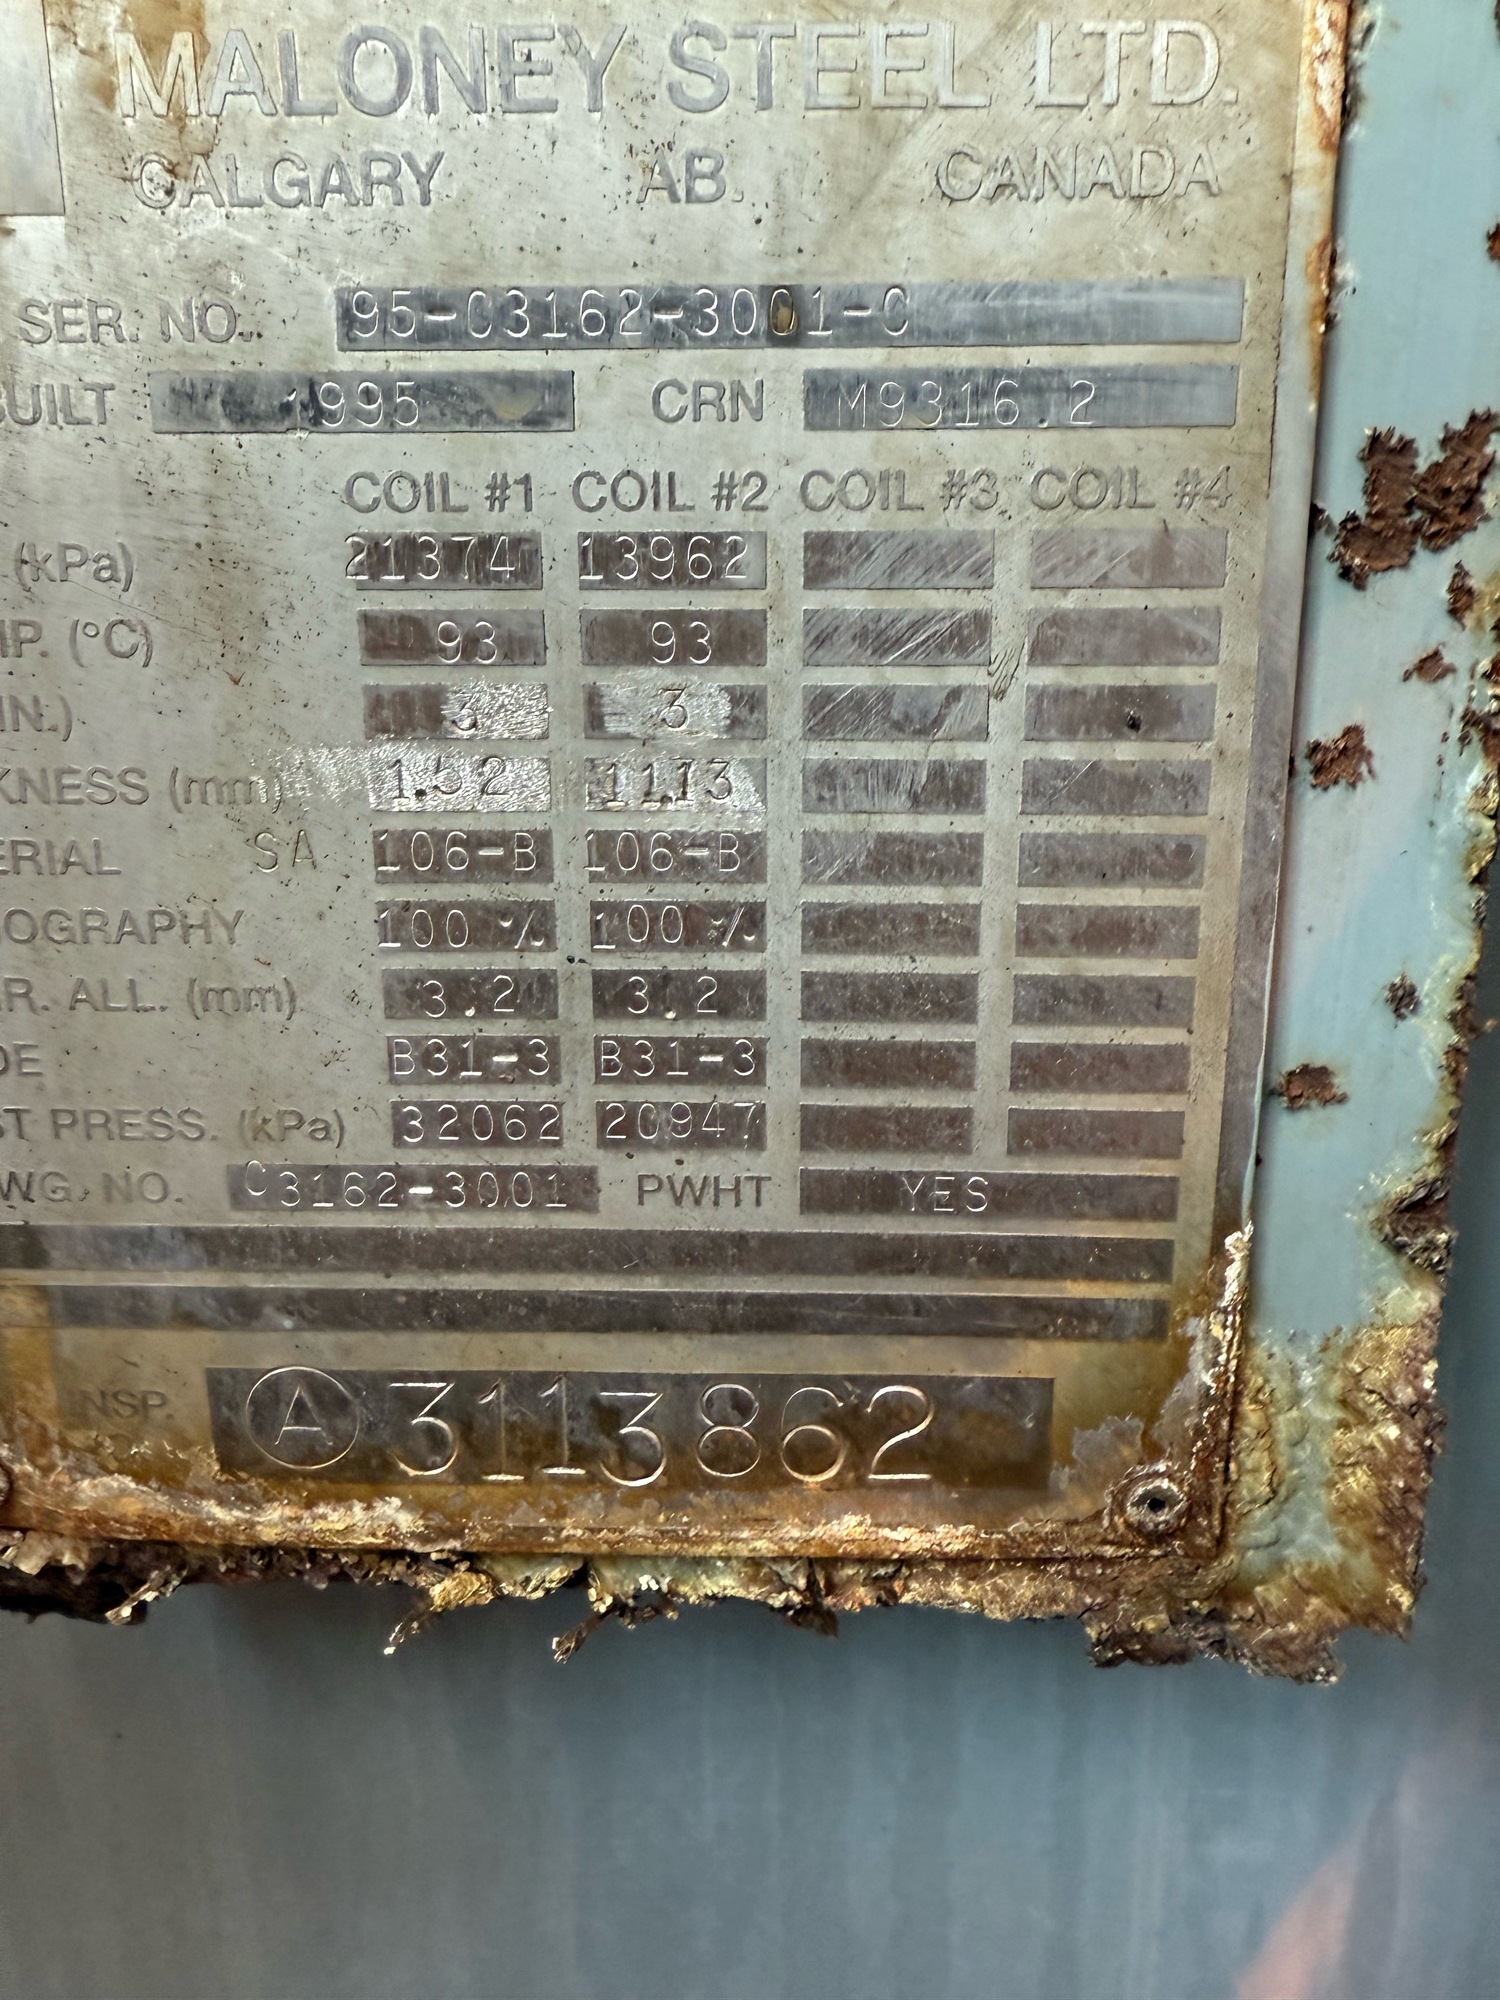 MALONEY STEEL LTD.
CALGARY AB. CANADA
SER. NO. 95-03162-3001-C
BUILT 1995 CRN M9316.2
COIL #1 COIL #2 COIL #3 COIL #4
(kPa) 21374 13962
MP. (°C) 93 93
IN.) 3 3
KNESS (mm) 11.13
ERIAL SA 106-B 106-B
OGRAPHY 100 % 100 %
R. ALL. (mm) 3.2 3.2
DE B31-3 B31-3
ST PRESS. (kPa) 32062 20947
WG. NO. C3162-3001 PWHT YES
NSP. A 3113862